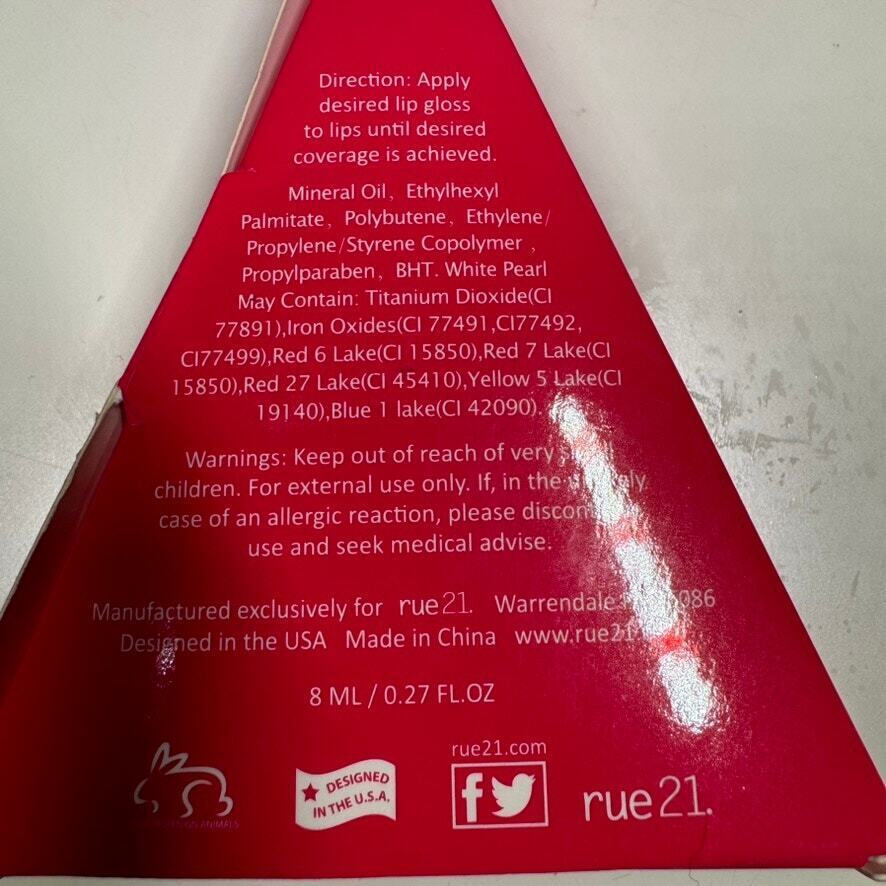 Direction: Apply
desired lip gloss
to lips until desired
coverage is achieved.
Mineral Oil、Ethylhexyl
Palmitate、Polybutene、Ethylene/
Propylene/Styrene Copolymer 、
Propylparaben、BHT. White Pearl
May Contain: Titanium Dioxide(CI
77891),Iron Oxides(CI 77491,CI77492,
CI77499),Red 6 Lake(CI 15850),Red 7 Lake(CI
15850),Red 27 Lake(CI 45410),Yellow 5 Lake(CI
19140),Blue 1 lake(CI 42090).
Warnings: Keep out of reach of very
children. For external use only. If, in the
case of an allergic reaction, please
use and seek medical advise.
Manufactured exclusively for rue21. Warrendale
Designed in the USA Made in China
8 ML / 0.27 FL.OZ
rue21.com
DESIGNED
IN THE U.S.A.
f
rue21.